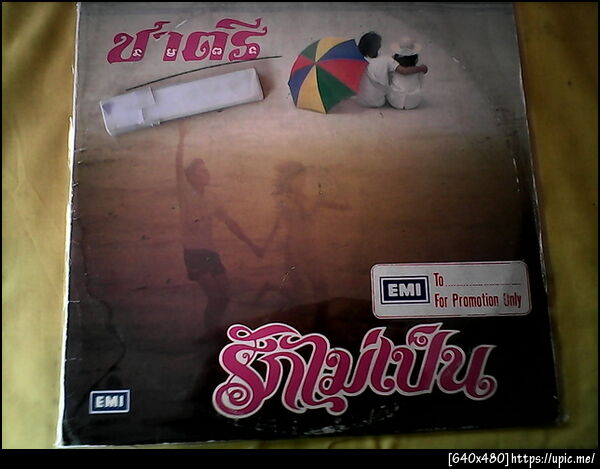 ชาตรี
EMI
To
For Promotion Only
รักไม่เป็น
EMI
[640x480]https://upic.me/